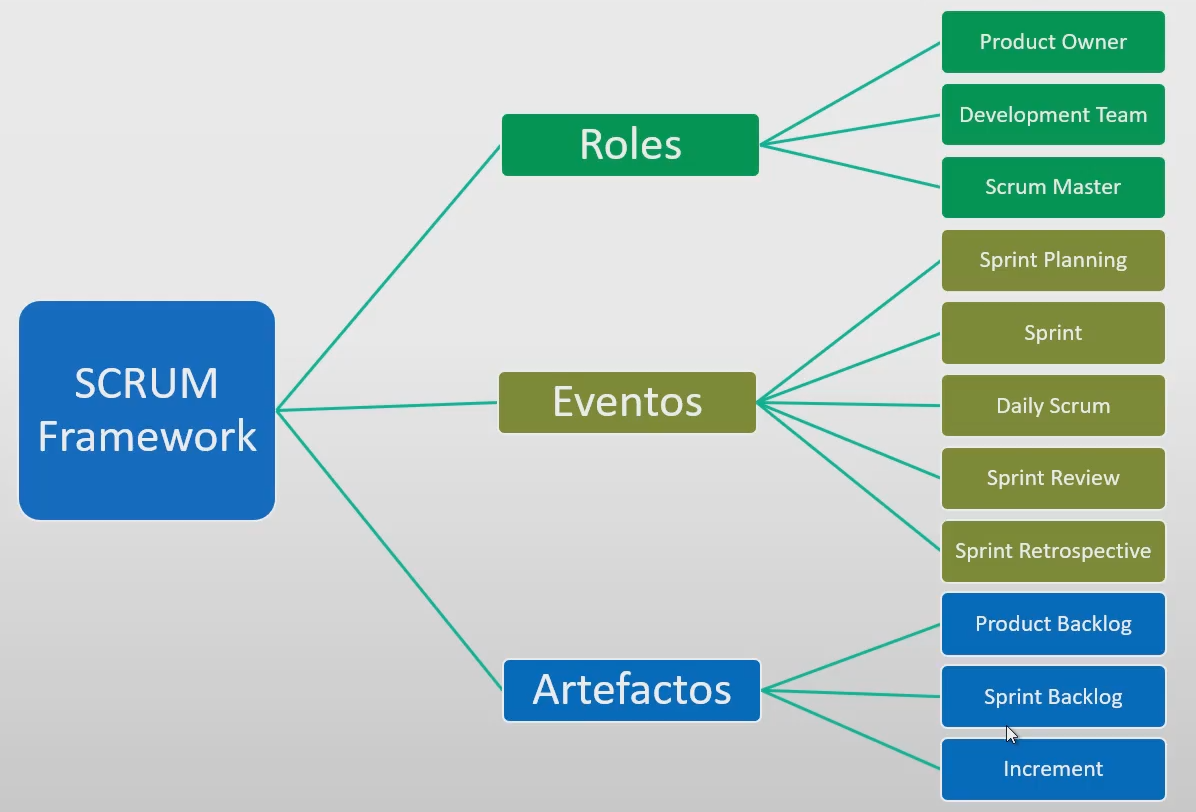 SCRUM
Framework
Roles
Product Owner
Development Team
Scrum Master
Eventos
Sprint Planning
Sprint
Daily Scrum
Sprint Review
Sprint Retrospective
Artefactos
Product Backlog
Sprint Backlog
Increment